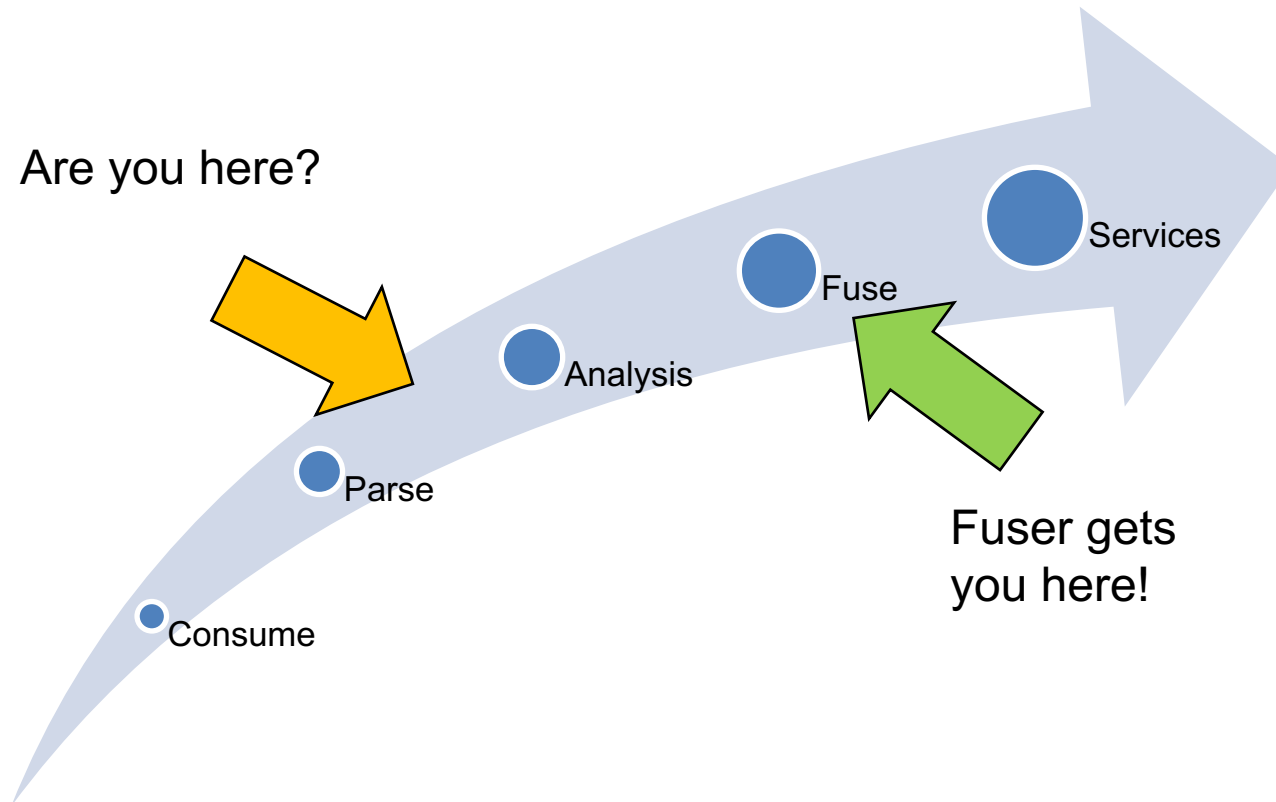 Are you here?
Services
Fuse
Analysis
Parse
Fuser gets
you here!
Consume